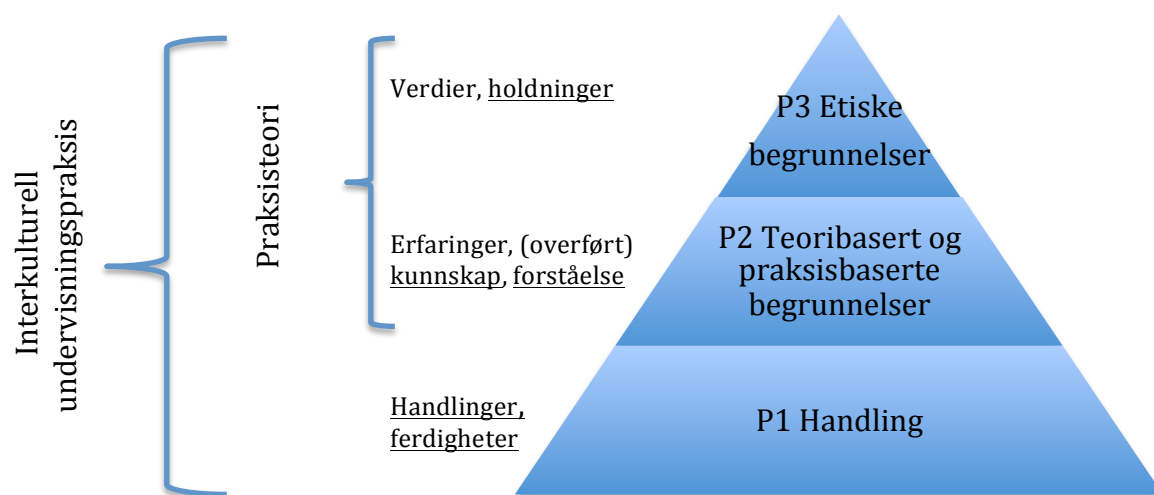 Interkulturell
undervisningspraksis
Praksisteori
Verdier, holdninger
P3 Etiske
begrunnelser
Erfaringer, (overført)
kunnskap, forståelse
P2 Teoribasert og
praksisbaserte
begrunnelser
Handlinger,
ferdigheter
P1 Handling